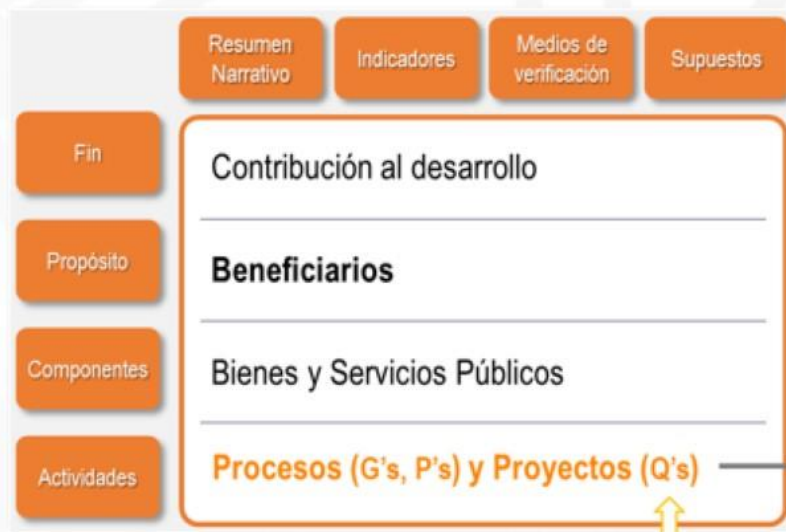 Resumen
Narrativo
Indicadores
Medios de
verificación
Supuestos
Fin
Contribución al desarrollo
Propósito
Beneficiarios
Componentes
Bienes y Servicios Públicos
Actividades
Procesos (G's, P's) y Proyectos (Q's)